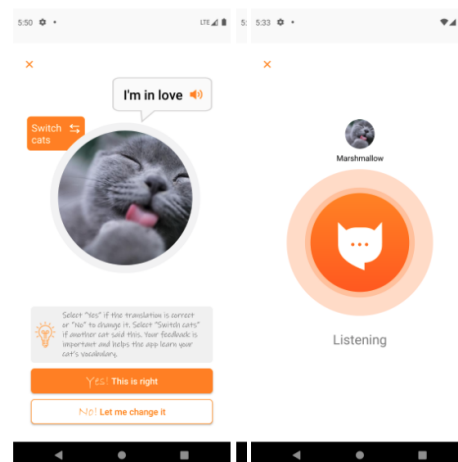 5:50
LTE
I'm in love
Switch
cats
Select "Yes" if the translation is correct
or "No" to change it. Select "Switch cats"
if another cat said this. Your feedback is
important and helps the app learn your
cat's vocabulary.
Yes! This is right
No! Let me change it
5:
5:33
Marshmallow
Listening